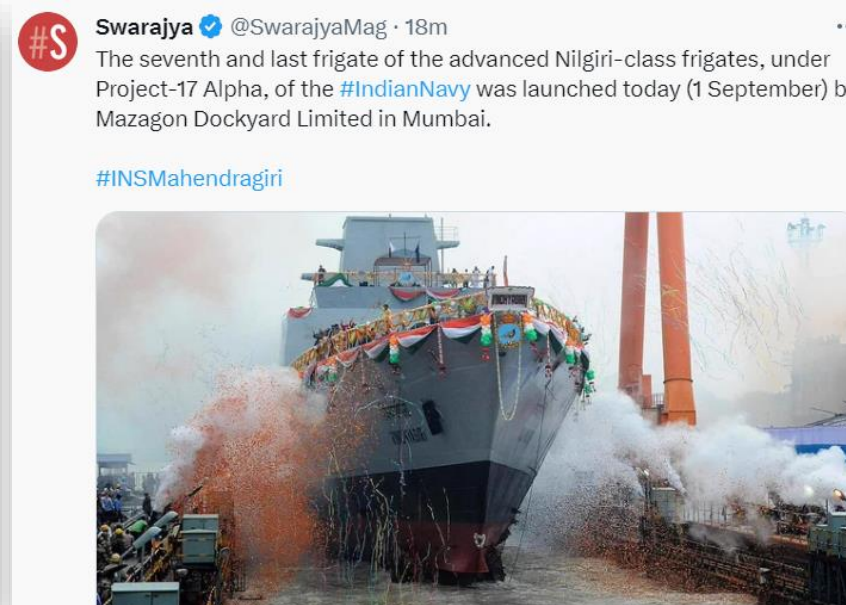 #S Swarajya @SwarajyaMag · 18m
The seventh and last frigate of the advanced Nilgiri-class frigates, under
Project-17 Alpha, of the #IndianNavy was launched today (1 September) b
Mazagon Dockyard Limited in Mumbai.
#INSMahendragiri